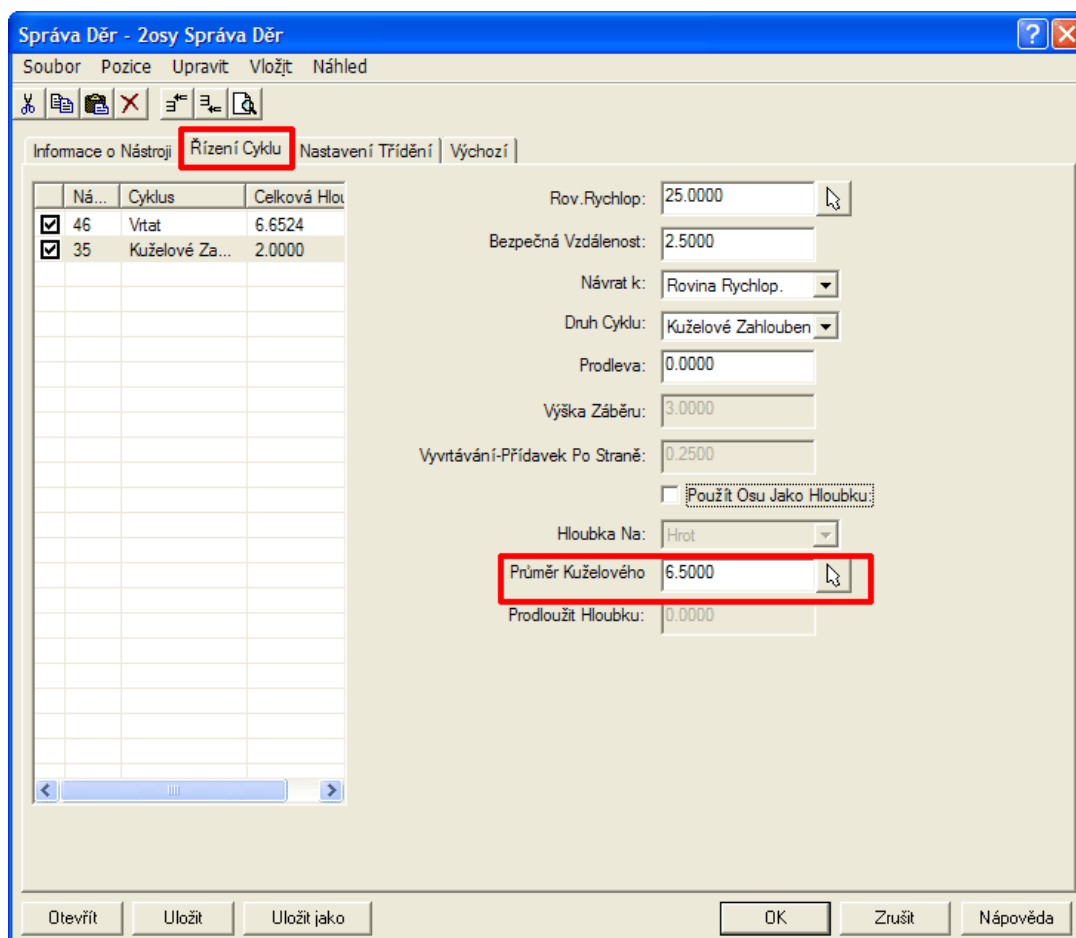 Správa Děr - 2osy Správa Děr
Soubor Pozice Upravit Vložit Náhled
Informace o Nástroji Řízení Cyklu Nastavení Třídění Výchozí
Ná... Cyklus Celková Hlou
46 Vrtat 6.6524
35 Kuželové Za... 2.0000
Rov.Rychlop: 25.0000
Bezpečná Vzdálenost: 2.5000
Návrat k: Rovina Rychlop.
Druh Cyklu: Kuželové Zahlouben
Prodleva: 0.0000
Výška Záběru: 3.0000
Vyvrtávání-Přídavek Po Straně: 0.2500
Použít Osu Jako Hloubku:
Hloubka Na: Hrot
Průměr Kuželového 6.5000
Prodloužit Hloubku: 0.0000
Otevřít Uložit Uložit jako OK Zrušit Nápověda